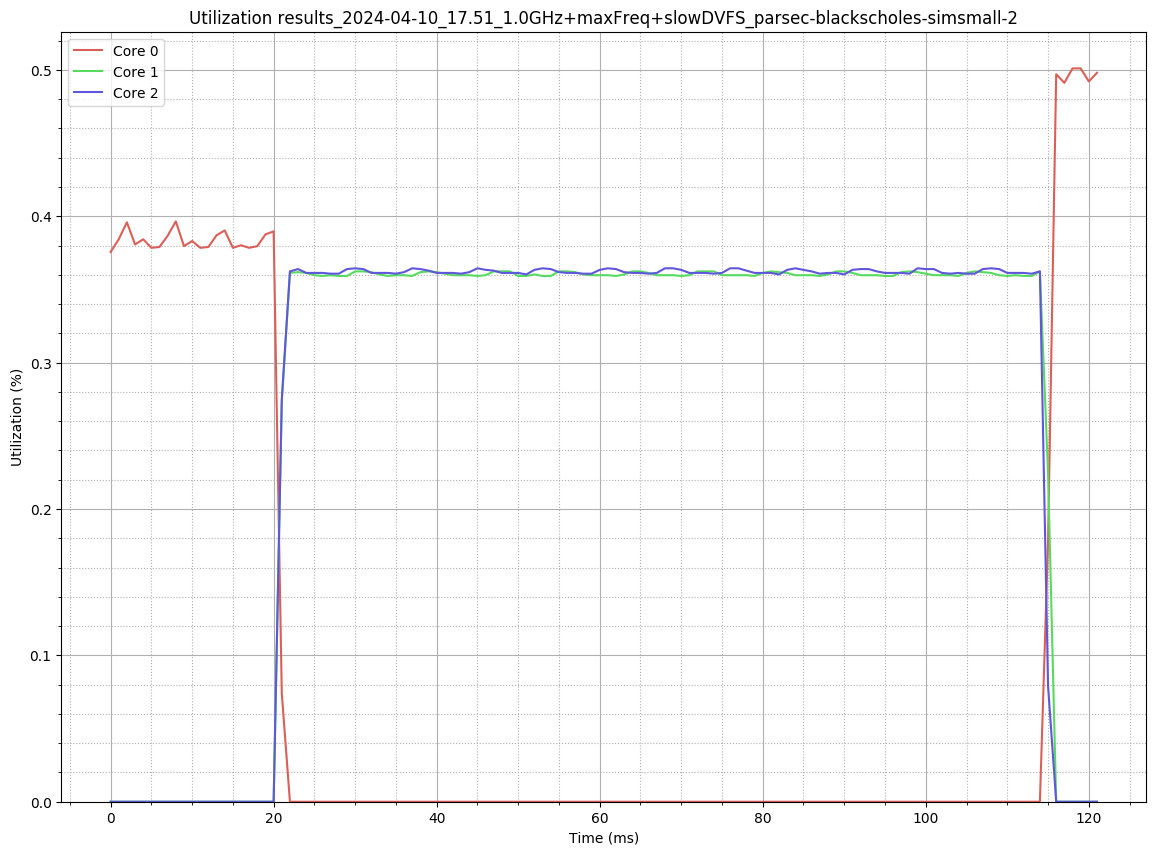 Utilization results_2024-04-10_17.51_1.0GHz+maxFreq+slowDVFS_parsec-blackscholes-simsmall-2
Core 0
Core 1
Core 2
Utilization (%)
0.5
0.4
0.3
0.2
0.1
0.0
0 20 40 60 80 100 120
Time (ms)